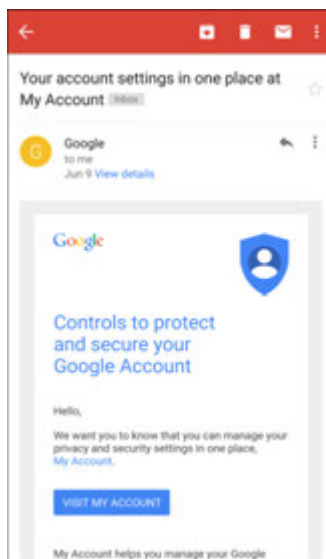 Your account settings in one place at
My Account Inbox
G
Google
to me
Jun 9 View details
Google
Controls to protect
and secure your
Google Account
Hello,
We want you to know that you can manage your
privacy and security settings in one place,
My Account.
VISIT MY ACCOUNT
My Account helps you manage your Google